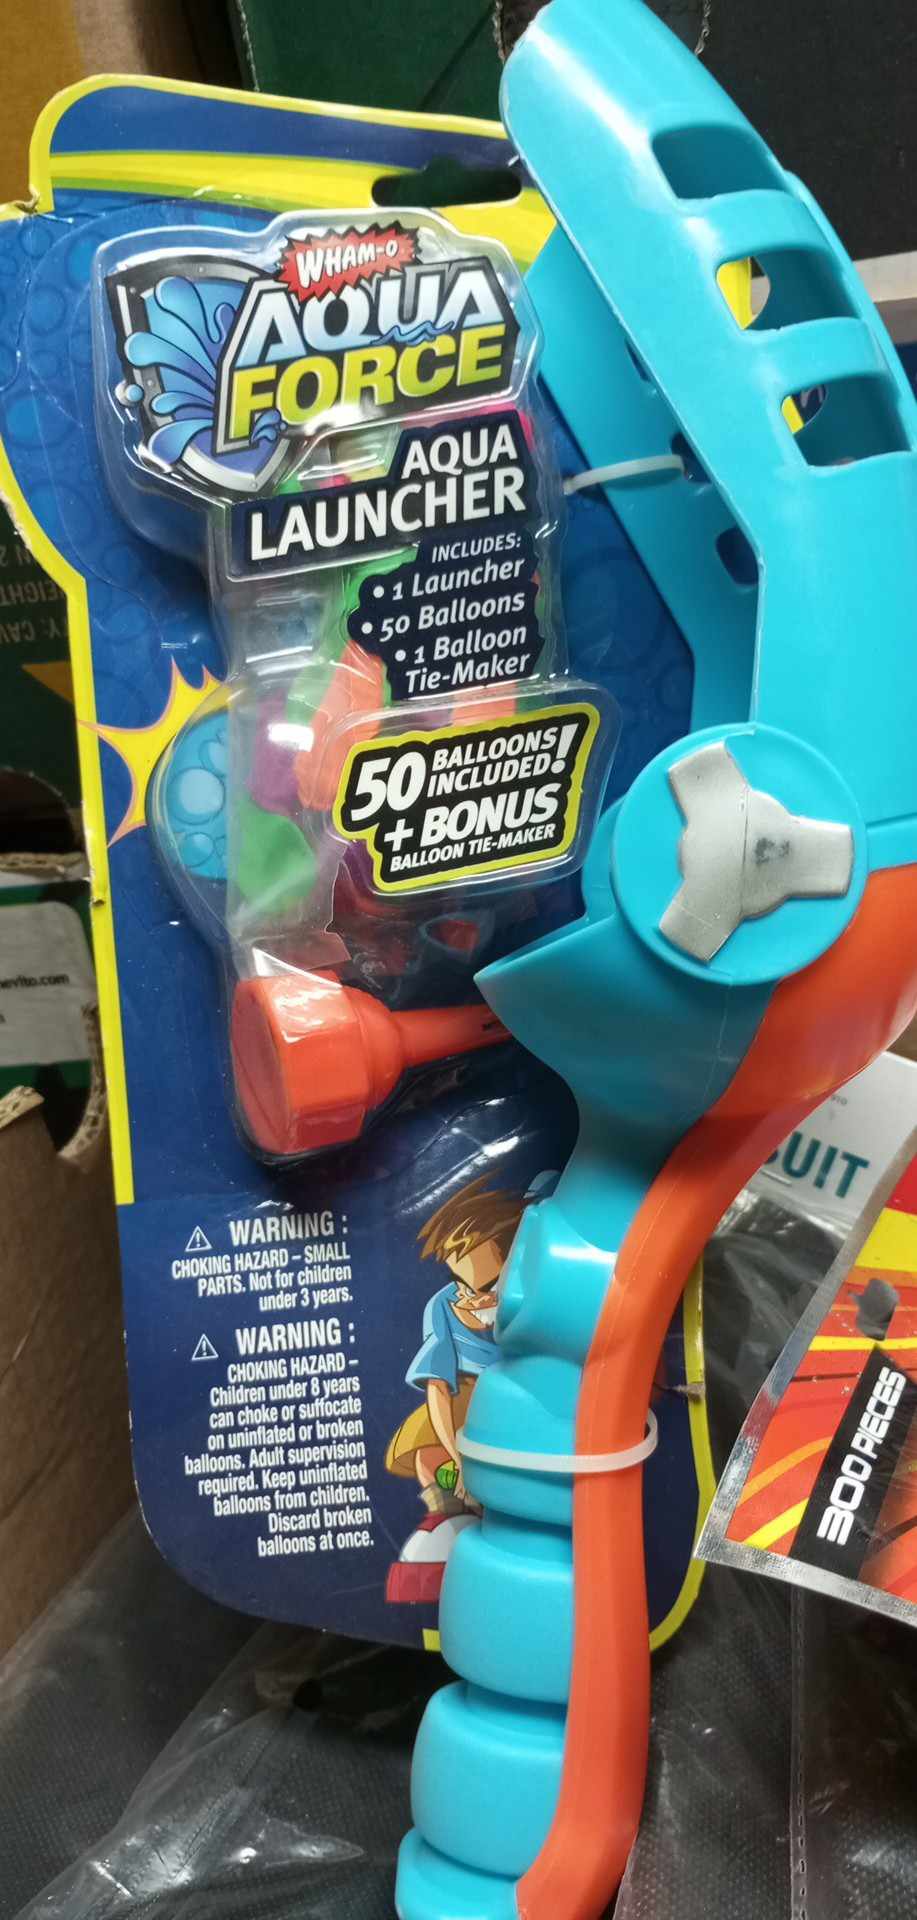 WHAM-O
AQUA
FORCE
AQUA
LAUNCHER
INCLUDES:
• 1 Launcher
• 50 Balloons
• 1 Balloon
Tie-Maker
50 BALLOONS
INCLUDED!
+ BONUS
BALLOON TIE-MAKER
WARNING :
CHOKING HAZARD – SMALL
PARTS. Not for children
under 3 years.
WARNING :
CHOKING HAZARD –
Children under 8 years
can choke or suffocate
on uninflated or broken
balloons. Adult supervision
required. Keep uninflated
balloons from children.
Discard broken
balloons at once.
300 PIECES